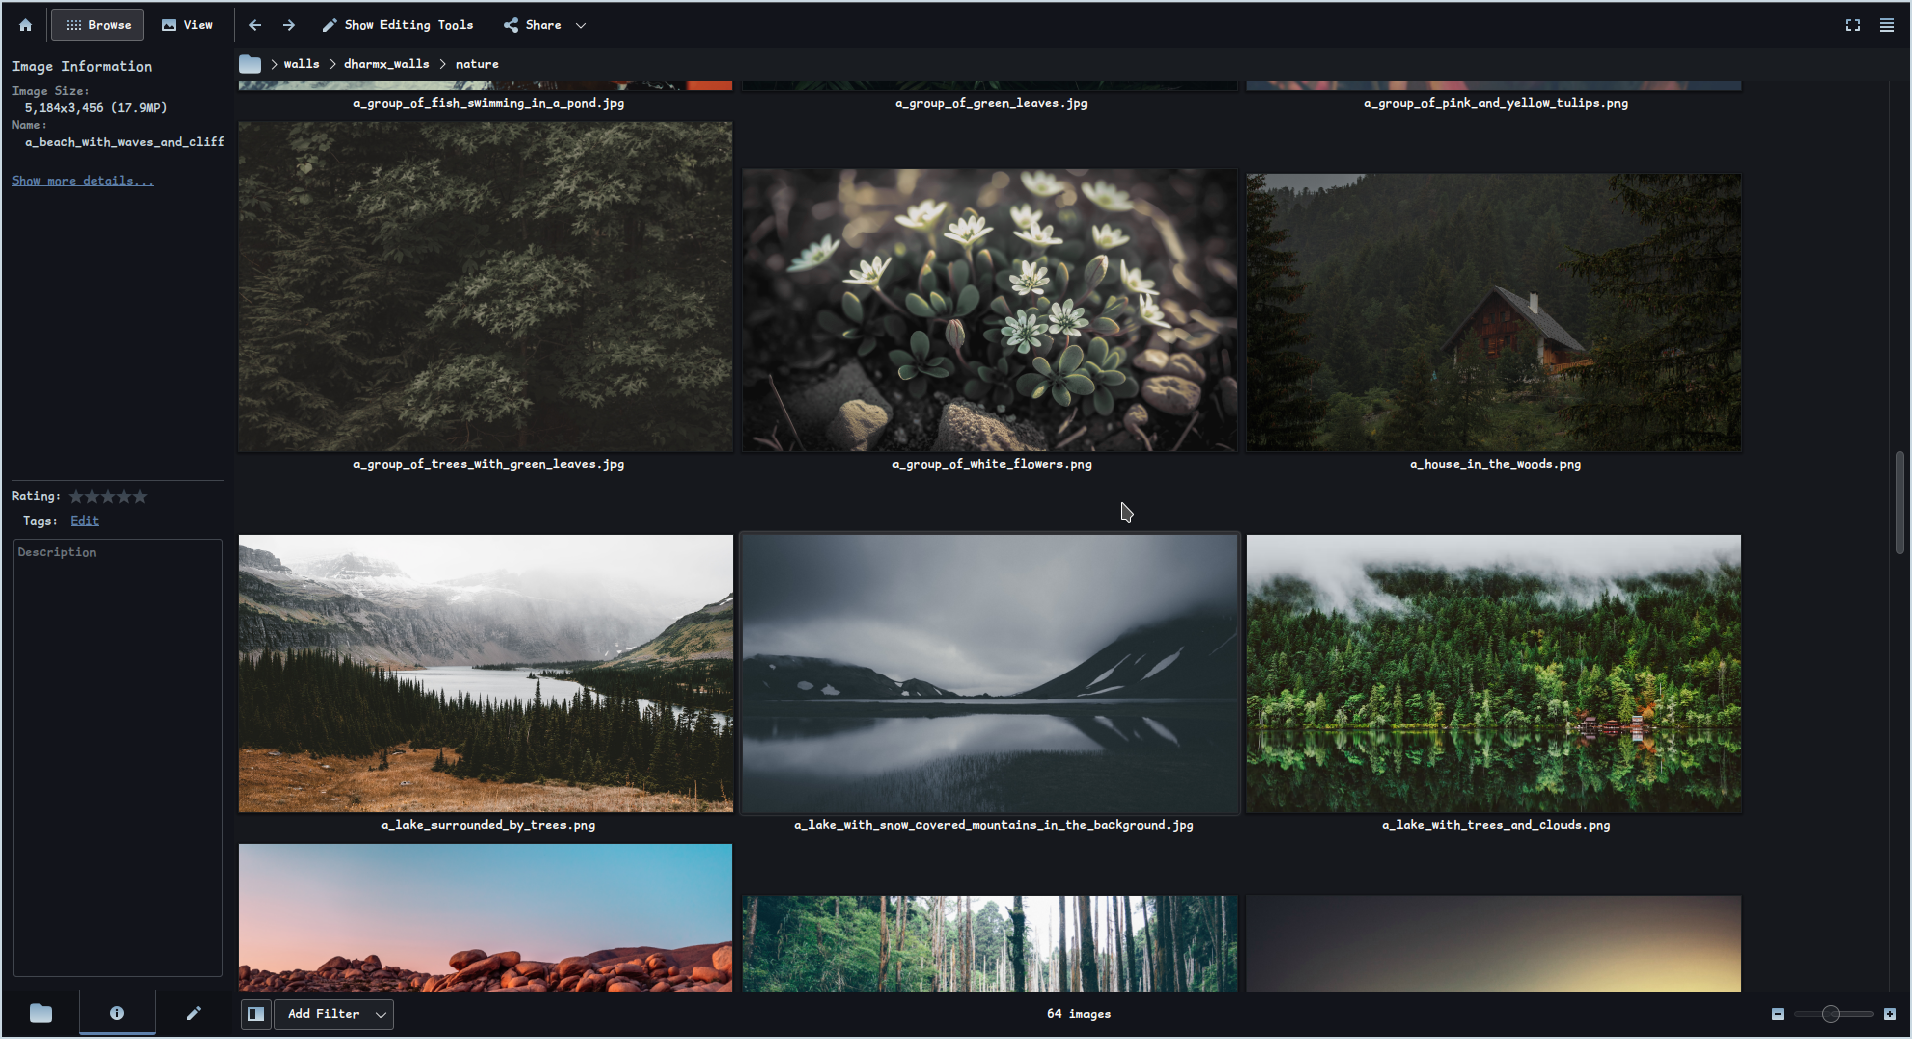 Browse View Show Editing Tools Share
Image Information
Image Size:
5,184x3,456 (17.9MP)
Name:
a_beach_with_waves_and_cliff
Show more details...
walls dharmx_walls nature
a_group_of_fish_swimming_in_a_pond.jpg
a_group_of_green_leaves.jpg
a_group_of_pink_and_yellow_tulips.png
a_group_of_trees_with_green_leaves.jpg
a_group_of_white_flowers.png
a_house_in_the_woods.png
Rating:
Tags: Edit
Description
a_lake_surrounded_by_trees.png
a_lake_with_snow_covered_mountains_in_the_background.jpg
a_lake_with_trees_and_clouds.png
Add Filter
64 images